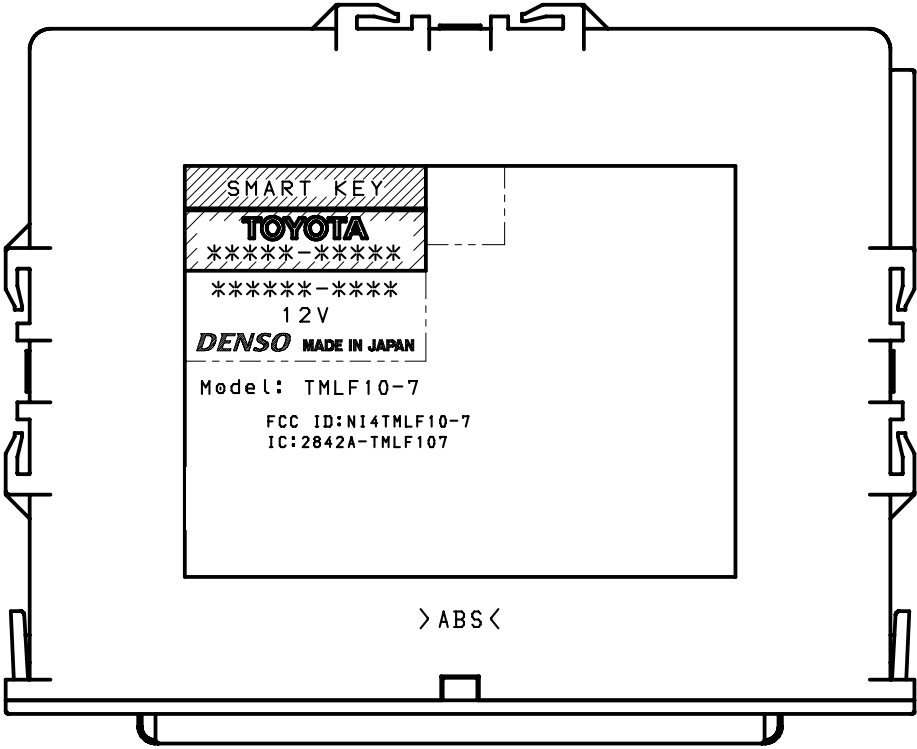 SMART KEY
TOYOTA
*****-*****
******-****
12V
DENSO MADE IN JAPAN
Model: TMLF10-7
FCC ID:NI4TMLF10-7
IC:2842A-TMLF107
>ABS<